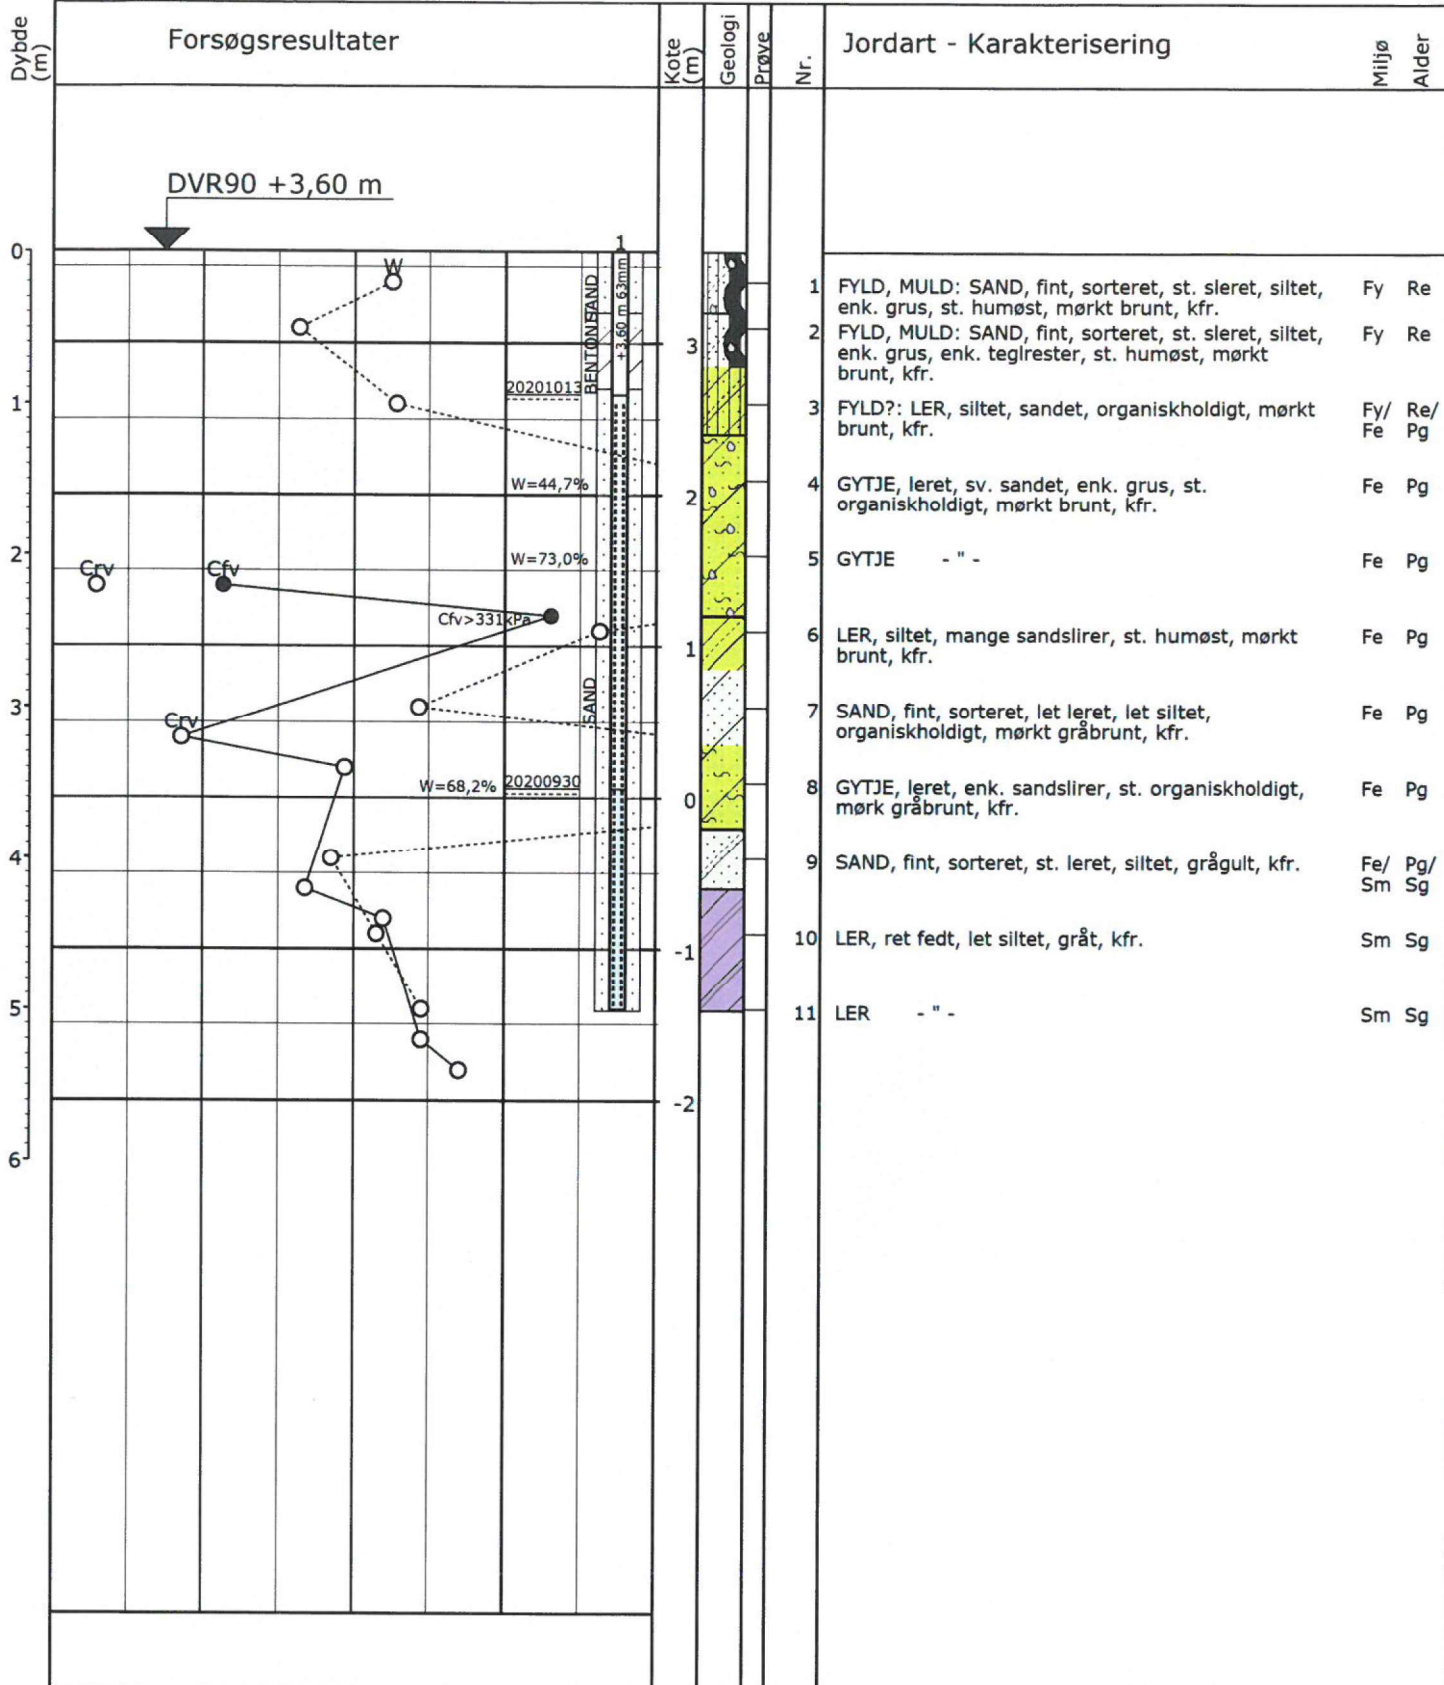 Dybde (m)
Forsøgsresultater
Kote (m)
Geologi
Prøve
Nr.
Jordart - Karakterisering
Miljø
Alder
DVR90 +3,60 m
0
1
2
3
4
5
6
W
1
+3,60 m 63mm
SAND
BENTONIT
20201013
W=44,7%
W=73,0%
Crv
Cfv
Cfv>331kPa
SAND
Crv
W=68,2%
20200930
3
2
1
0
-1
-2
1 FYLD, MULD: SAND, fint, sorteret, st. sleret, siltet, Fy Re
enk. grus, st. humøst, mørkt brunt, kfr.
2 FYLD, MULD: SAND, fint, sorteret, st. sleret, siltet, Fy Re
enk. grus, enk. teglrester, st. humøst, mørkt
brunt, kfr.
3 FYLD?: LER, siltet, sandet, organiskholdigt, mørkt Fy/ Re/
brunt, kfr. Fe Pg
4 GYTJE, leret, sv. sandet, enk. grus, st. Fe Pg
organiskholdigt, mørkt brunt, kfr.
5 GYTJE - " - Fe Pg
6 LER, siltet, mange sandslirer, st. humøst, mørkt Fe Pg
brunt, kfr.
7 SAND, fint, sorteret, let leret, let siltet, Fe Pg
organiskholdigt, mørkt gråbrunt, kfr.
8 GYTJE, leret, enk. sandslirer, st. organiskholdigt, Fe Pg
mørk gråbrunt, kfr.
9 SAND, fint, sorteret, st. leret, siltet, grågult, kfr. Fe/ Pg/
Sm Sg
10 LER, ret fedt, let siltet, gråt, kfr. Sm Sg
11 LER - " - Sm Sg